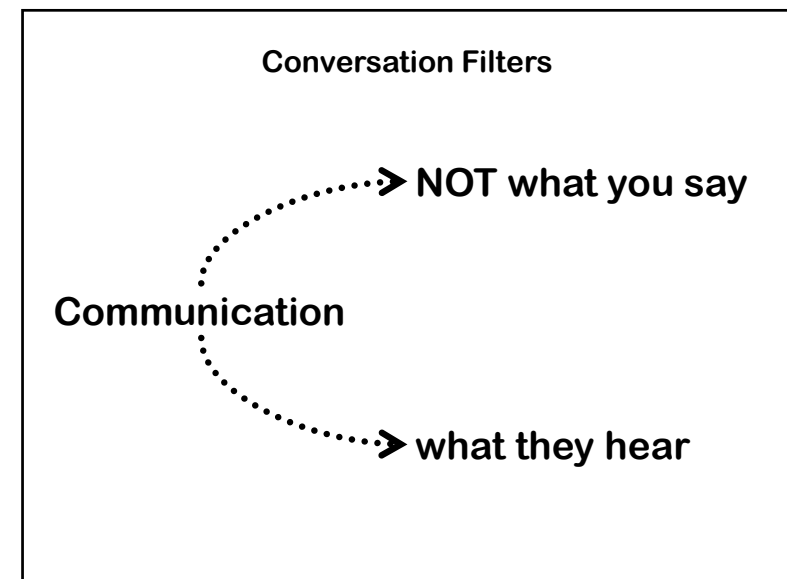 Conversation Filters
NOT what you say
Communication
what they hear